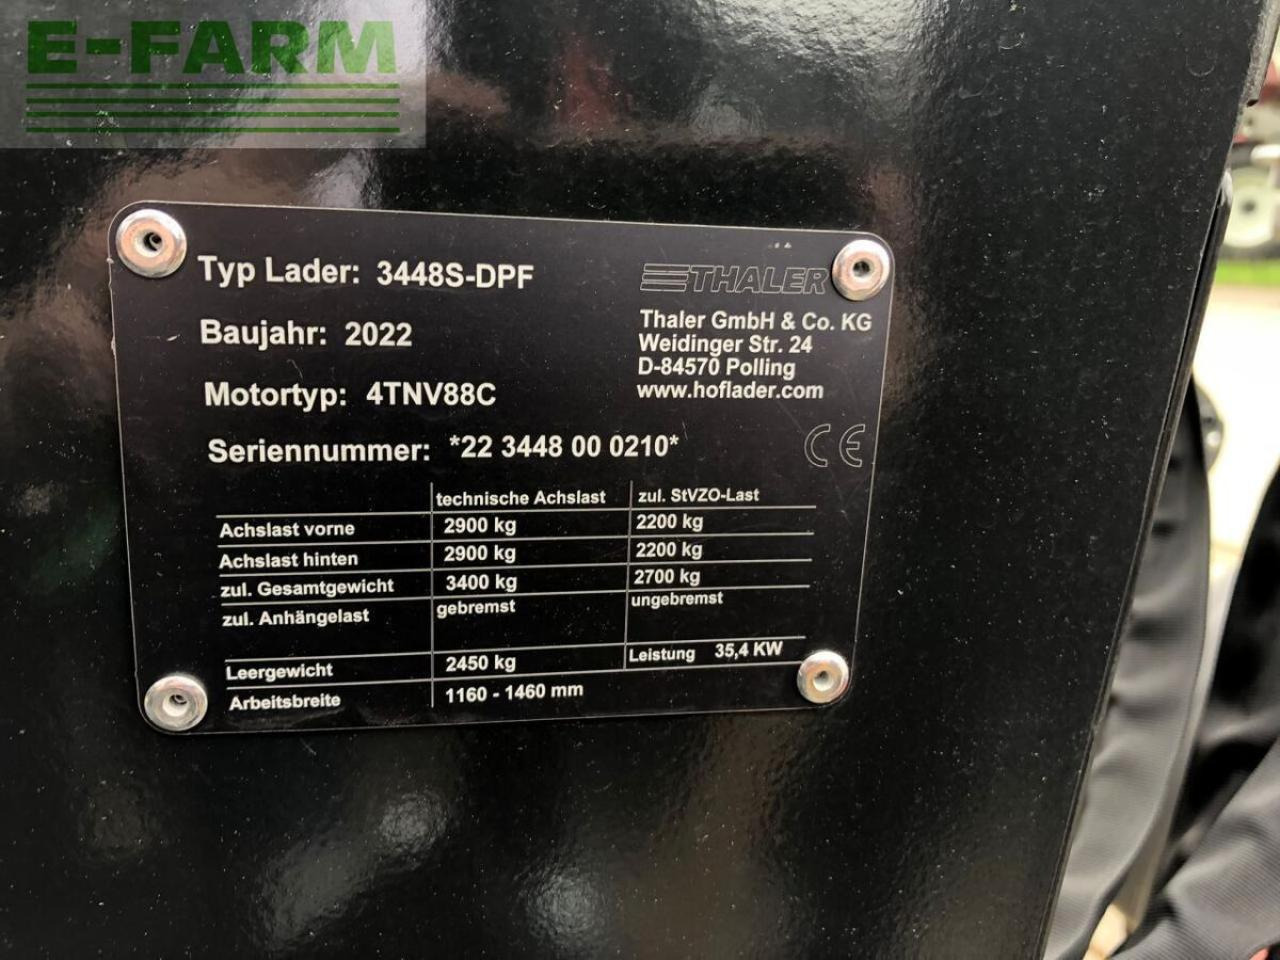 E-FARM
Typ Lader: 3448S-DPF
Baujahr: 2022
Motortyp: 4TNV88C
Seriennummer: *22 3448 00 0210*
THALER
Thaler GmbH & Co. KG
Weidinger Str. 24
D-84570 Polling
www.hoflader.com
CE
technische Achslast zul. StVZO-Last
Achslast vorne 2900 kg 2200 kg
Achslast hinten 2900 kg 2200 kg
zul. Gesamtgewicht 3400 kg 2700 kg
zul. Anhängelast gebremst ungebremst
Leergewicht 2450 kg Leistung 35,4 KW
Arbeitsbreite 1160 - 1460 mm